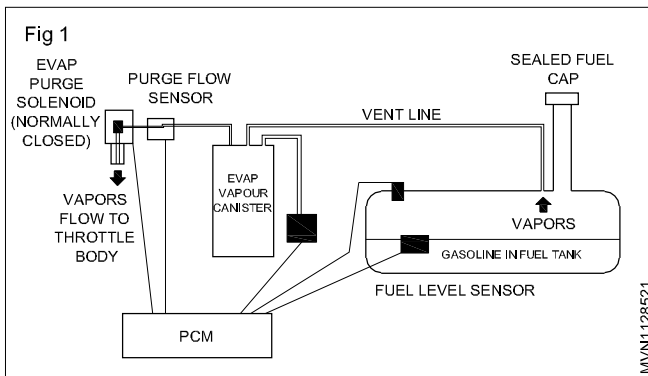 Fig 1
EVAP
PURGE
SOLENOID
(NORMALLY
CLOSED)
PURGE FLOW
SENSOR
SEALED FUEL
CAP
VENT LINE
EVAP
VAPOUR
CANISTER
VAPORS
FLOW TO
THROTTLE
BODY
VAPORS
GASOLINE IN FUEL TANK
FUEL LEVEL SENSOR
PCM
MVN1128521